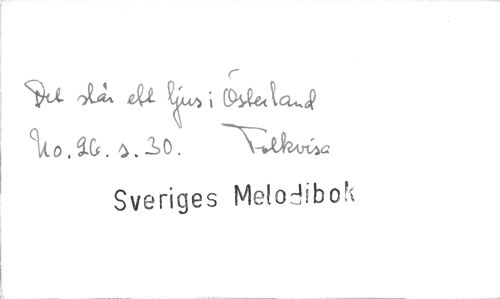 Det står ett ljus i Österland
No. 26. s. 30. Folkvisa
Sveriges Melodibok